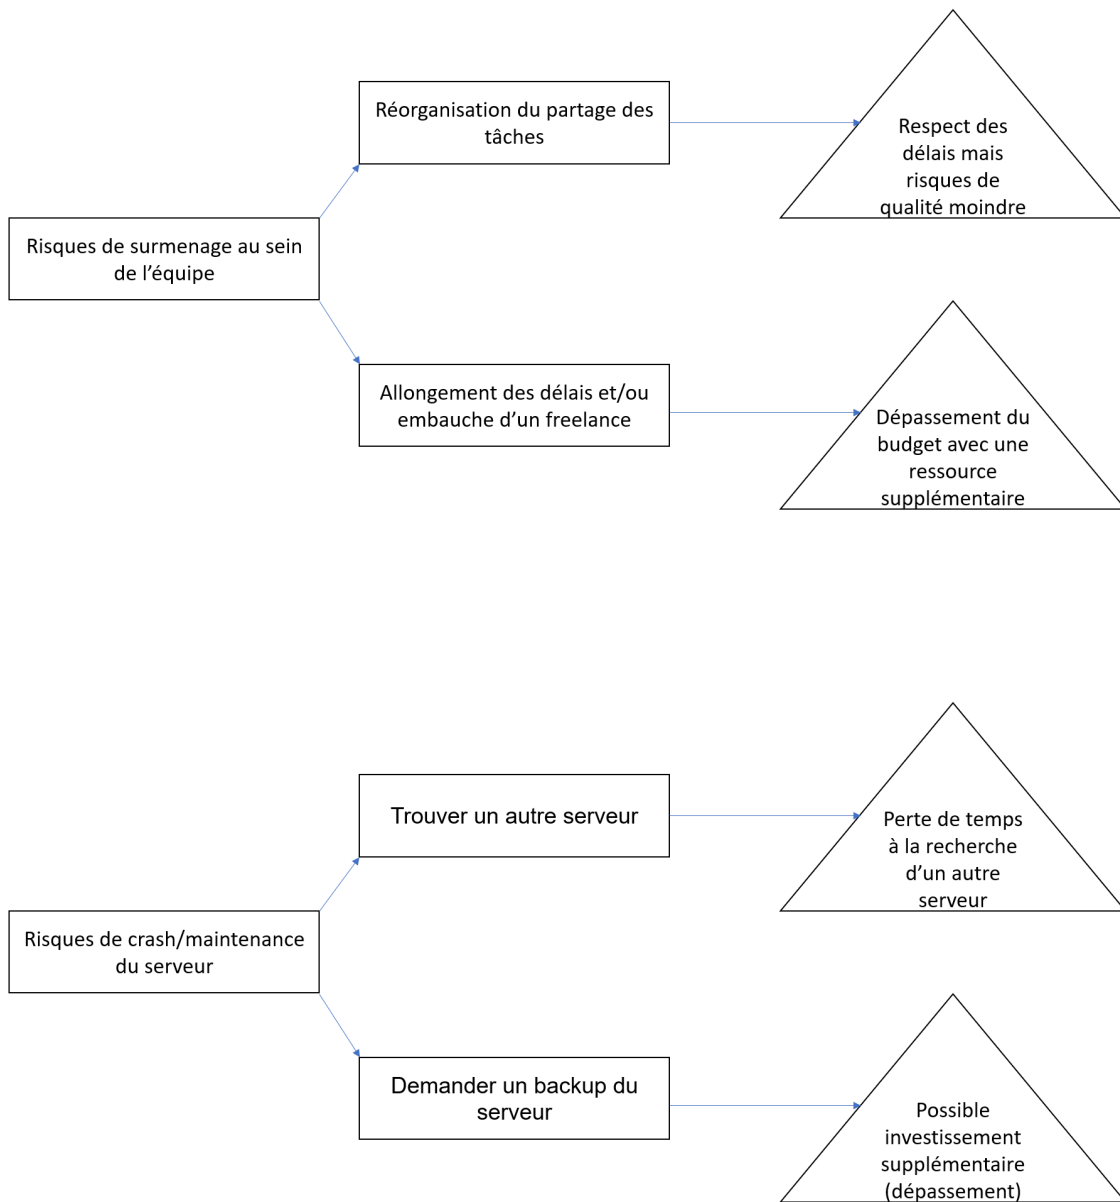 Réorganisation du partage des
tâches
Respect des
délais mais
risques de
qualité moindre
Risques de surmenage au sein
de l’équipe
Allongement des délais et/ou
embauche d’un freelance
Dépassement du
budget avec une
ressource
supplémentaire
Trouver un autre serveur
Perte de temps
à la recherche
d’un autre
serveur
Risques de crash/maintenance
du serveur
Demander un backup du
serveur
Possible
investissement
supplémentaire
(dépassement)